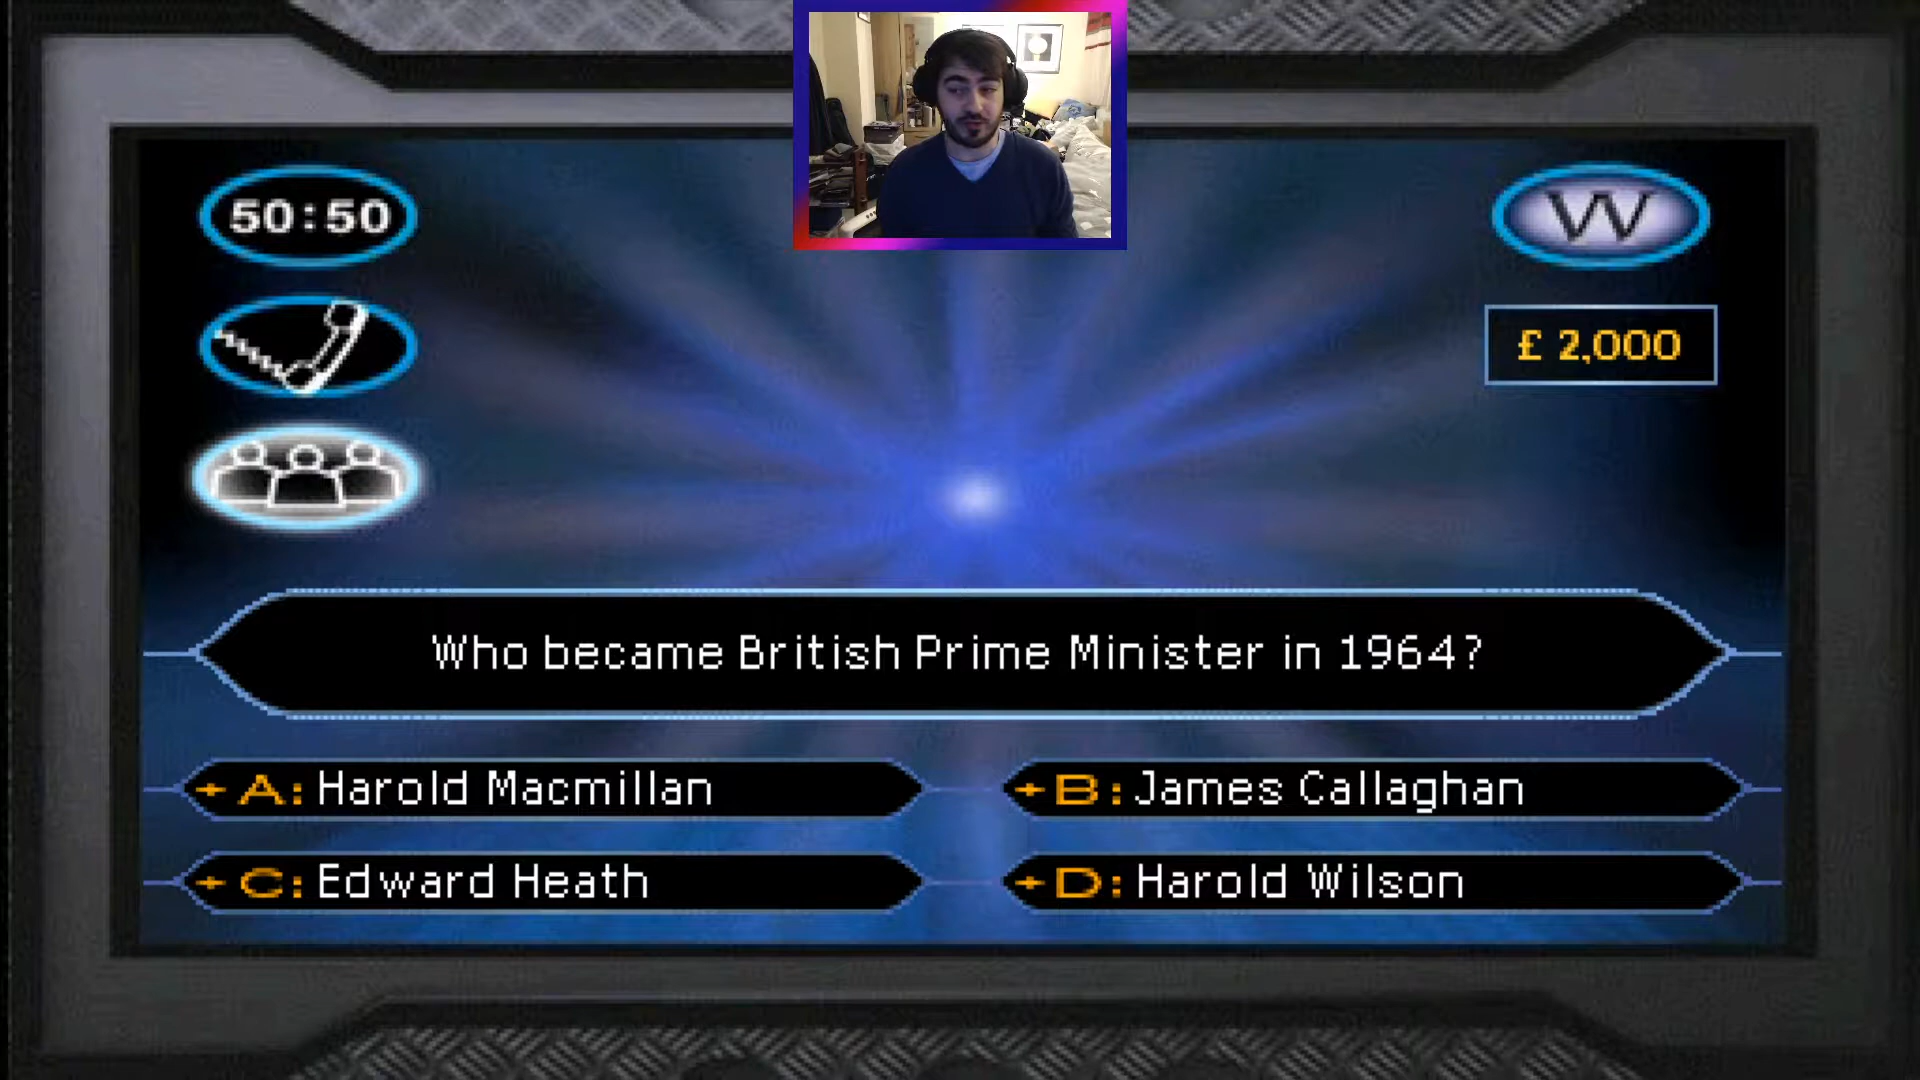 50:50
W
£ 2,000
Who became British Prime Minister in 1964?
A: Harold Macmillan
B: James Callaghan
C: Edward Heath
D: Harold Wilson